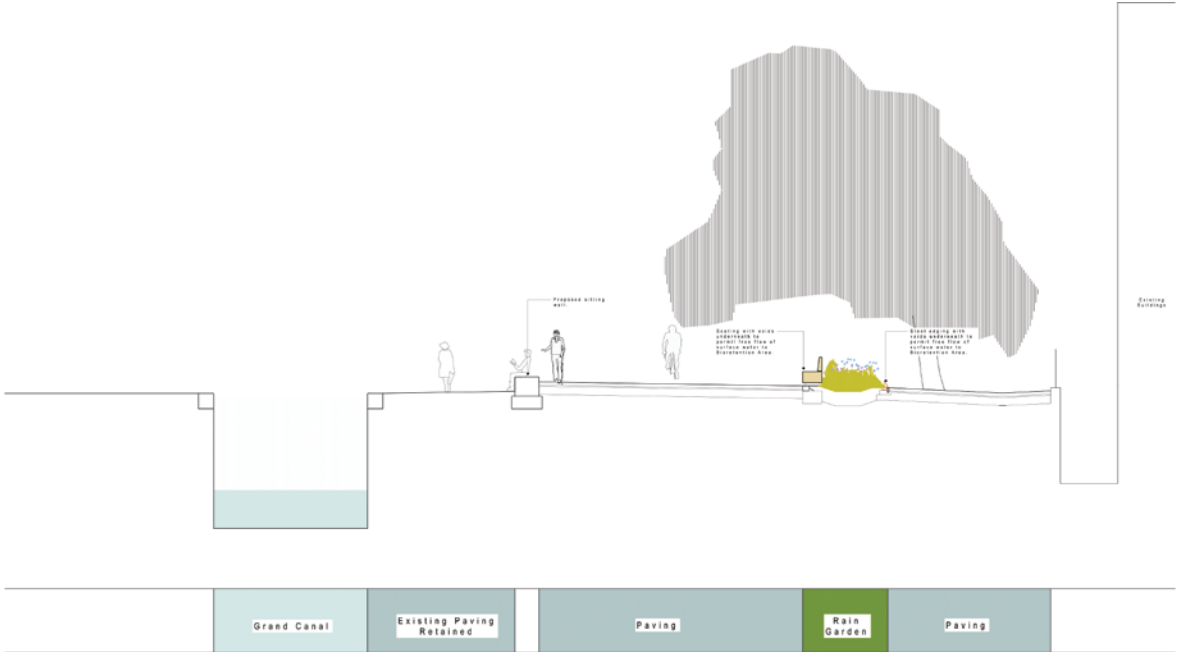 Proposed sitting
wall.
Seating with voids
underneath to
permit free flow of
surface water to
Bioretention Area.
Steel edging with
voids underneath to
permit free flow of
surface water to
Bioretention Area.
Existing
Buildings
Grand Canal
Existing Paving
Retained
Paving
Rain
Garden
Paving